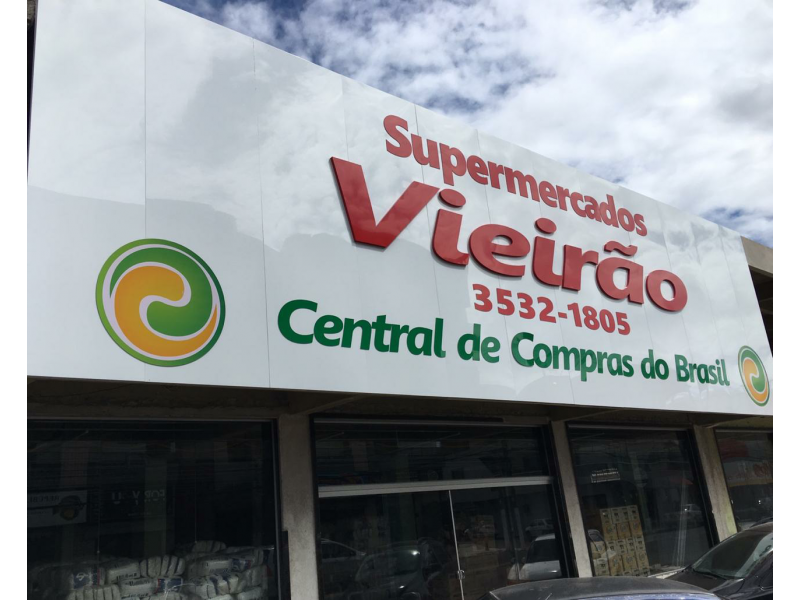 Supermercados
Vieirão
3532-1805
Central de Compras do Brasil